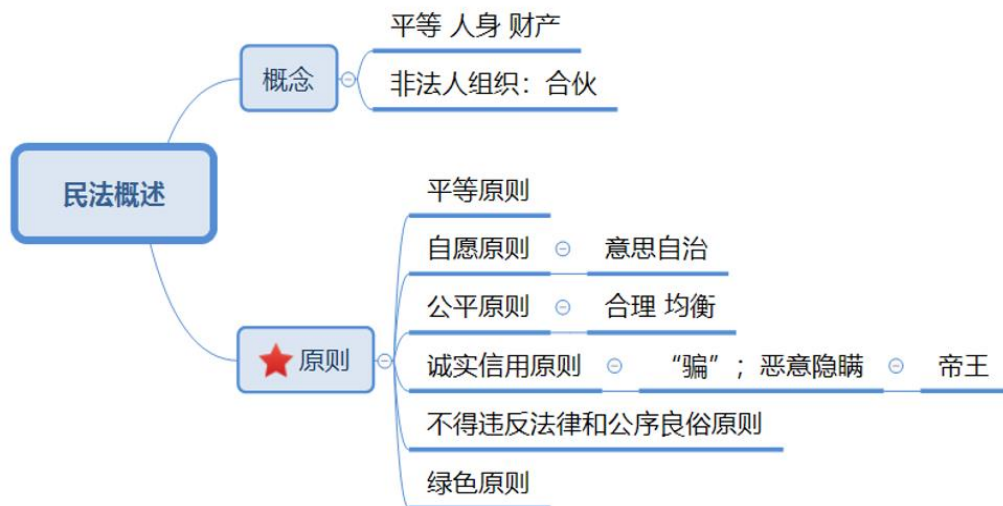 民法概述
概念
平等 人身 财产
非法人组织：合伙
原则
平等原则
自愿原则
意思自治
公平原则
合理 均衡
诚实信用原则
“骗”；恶意隐瞒
帝王
不得违反法律和公序良俗原则
绿色原则